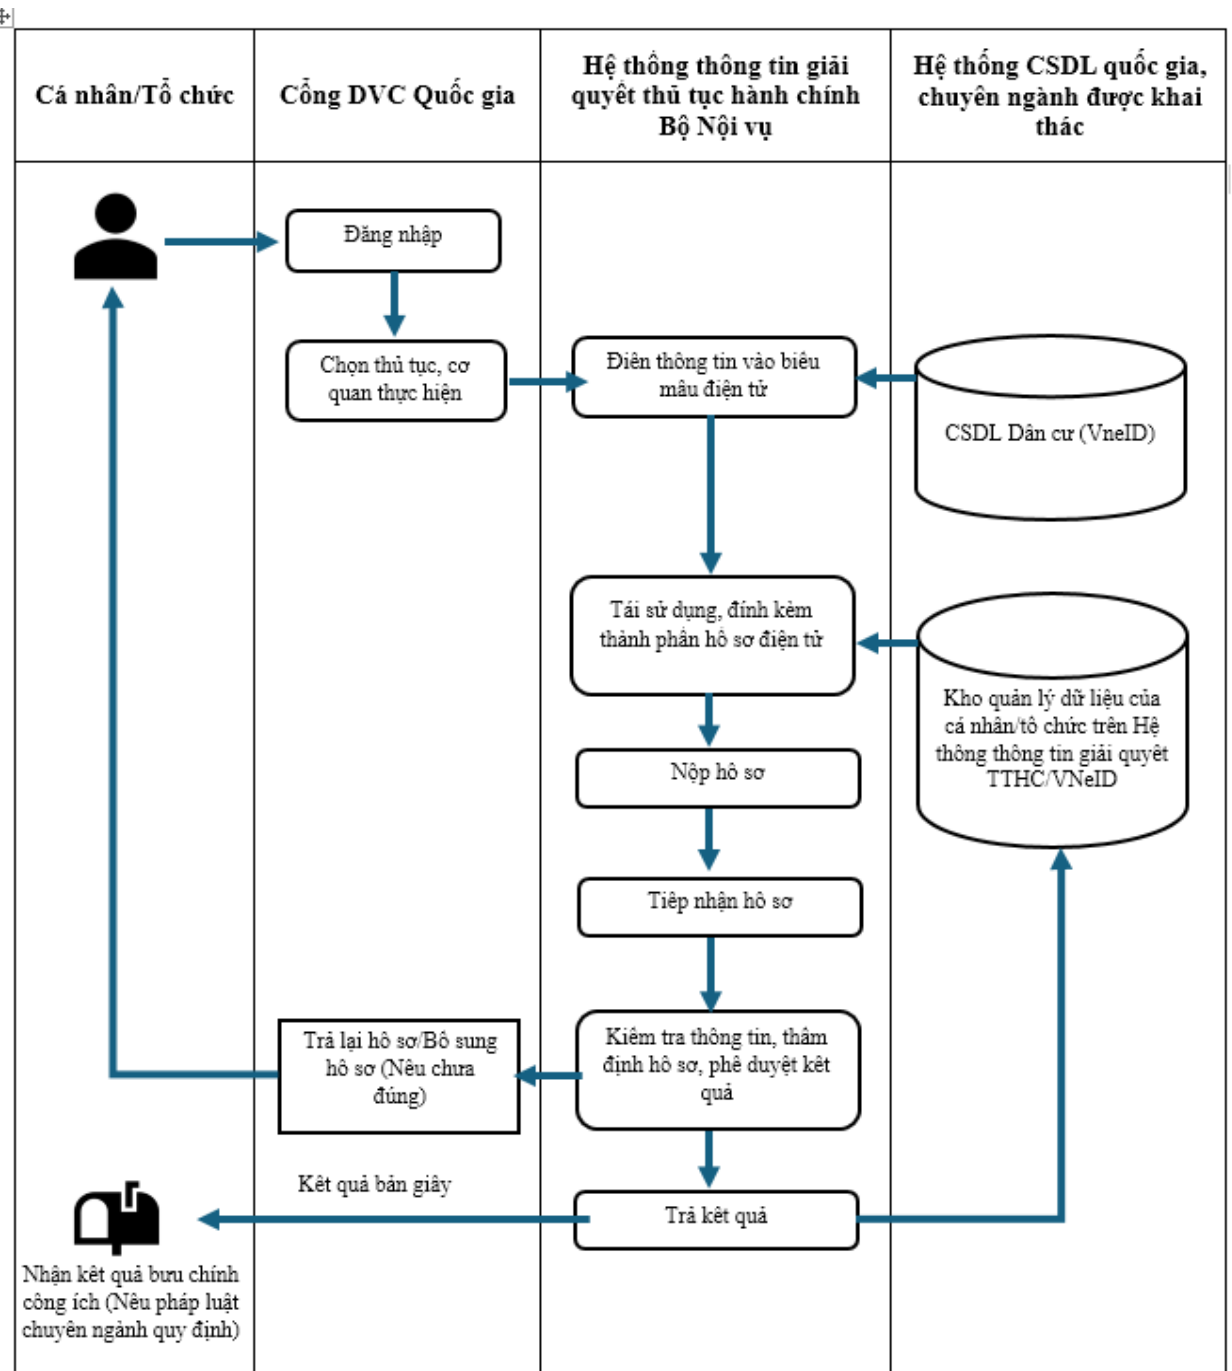 Cá nhân/Tổ chức
Cổng DVC Quốc gia
Hệ thống thông tin giải
quyết thủ tục hành chính
Bộ Nội vụ
Hệ thống CSDL quốc gia,
chuyên ngành được khai
thác
Đăng nhập
Chọn thủ tục, cơ
quan thực hiện
Điền thông tin vào biểu
mẫu điện tử
CSDL Dân cư (VneID)
Tái sử dụng, đính kèm
thành phần hồ sơ điện tử
Kho quản lý dữ liệu của
cá nhân/tổ chức trên Hệ
thống thông tin giải quyết
TTHC/VNeID
Nộp hồ sơ
Tiếp nhận hồ sơ
Kiểm tra thông tin, thẩm
định hồ sơ, phê duyệt kết
quả
Trả lại hồ sơ/Bổ sung
hồ sơ (Nếu chưa
đúng)
Kết quả bản giấy
Trả kết quả
Nhận kết quả bưu chính
công ích (Nếu pháp luật
chuyên ngành quy định)